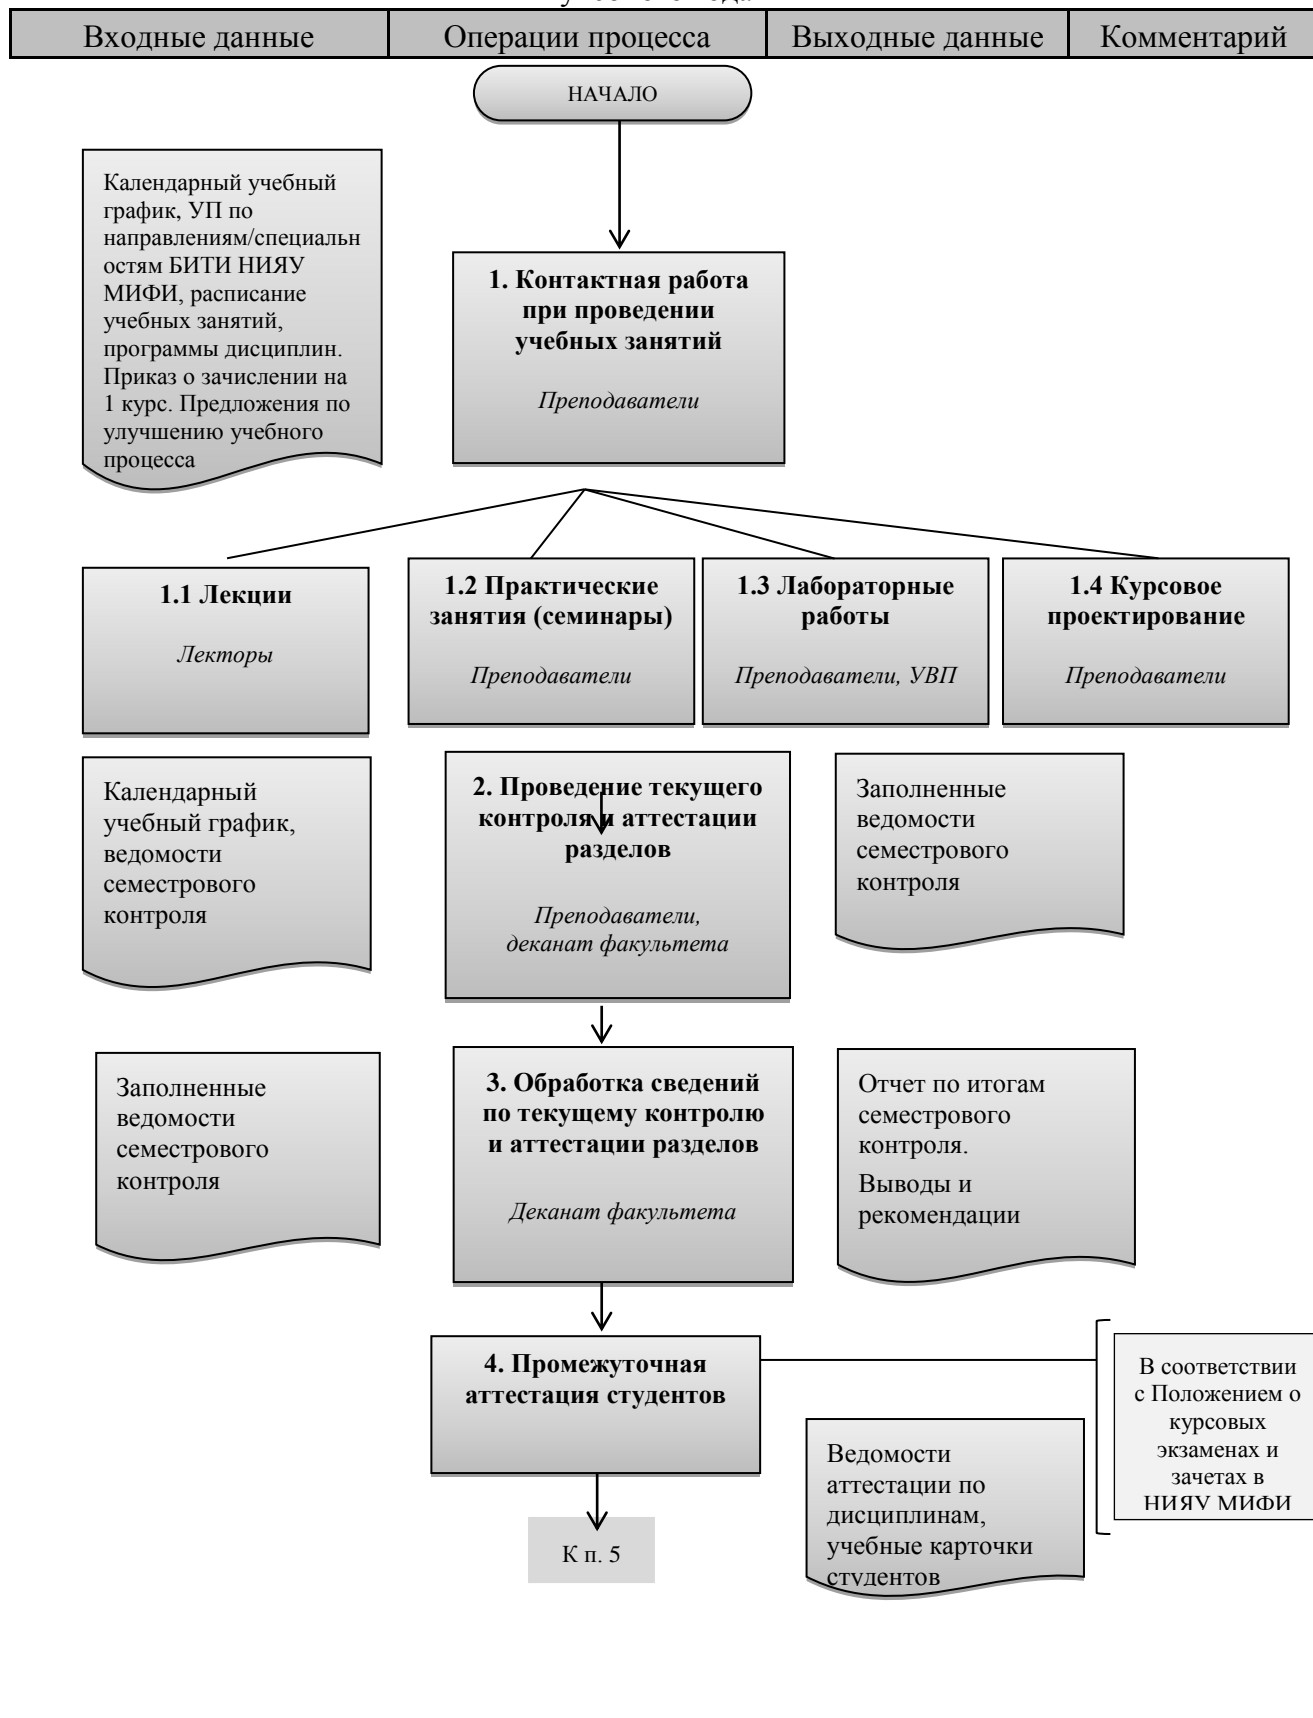 Входные данные
Операции процесса
Выходные данные
Комментарий
НАЧАЛО
Календарный учебный
график, УП по
направлениям/специальн
остям БИТИ НИЯУ
МИФИ, расписание
учебных занятий,
программы дисциплин.
Приказ о зачислении на
1 курс. Предложения по
улучшению учебного
процесса
1. Контактная работа
при проведении
учебных занятий
Преподаватели
1.1 Лекции
Лекторы
1.2 Практические
занятия (семинары)
Преподаватели
1.3 Лабораторные
работы
Преподаватели, УВП
1.4 Курсовое
проектирование
Преподаватели
Календарный
учебный график,
ведомости
семестрового
контроля
2. Проведение текущего
контроля и аттестации
разделов
Преподаватели,
деканат факультета
Заполненные
ведомости
семестрового
контроля
Заполненные
ведомости
семестрового
контроля
3. Обработка сведений
по текущему контролю
и аттестации разделов
Деканат факультета
Отчет по итогам
семестрового
контроля.
Выводы и
рекомендации
4. Промежуточная
аттестация студентов
В соответствии
с Положением о
курсовых
экзаменах и
зачетах в
НИЯУ МИФИ
Ведомости
аттестации по
дисциплинам,
учебные карточки
студентов
К п. 5